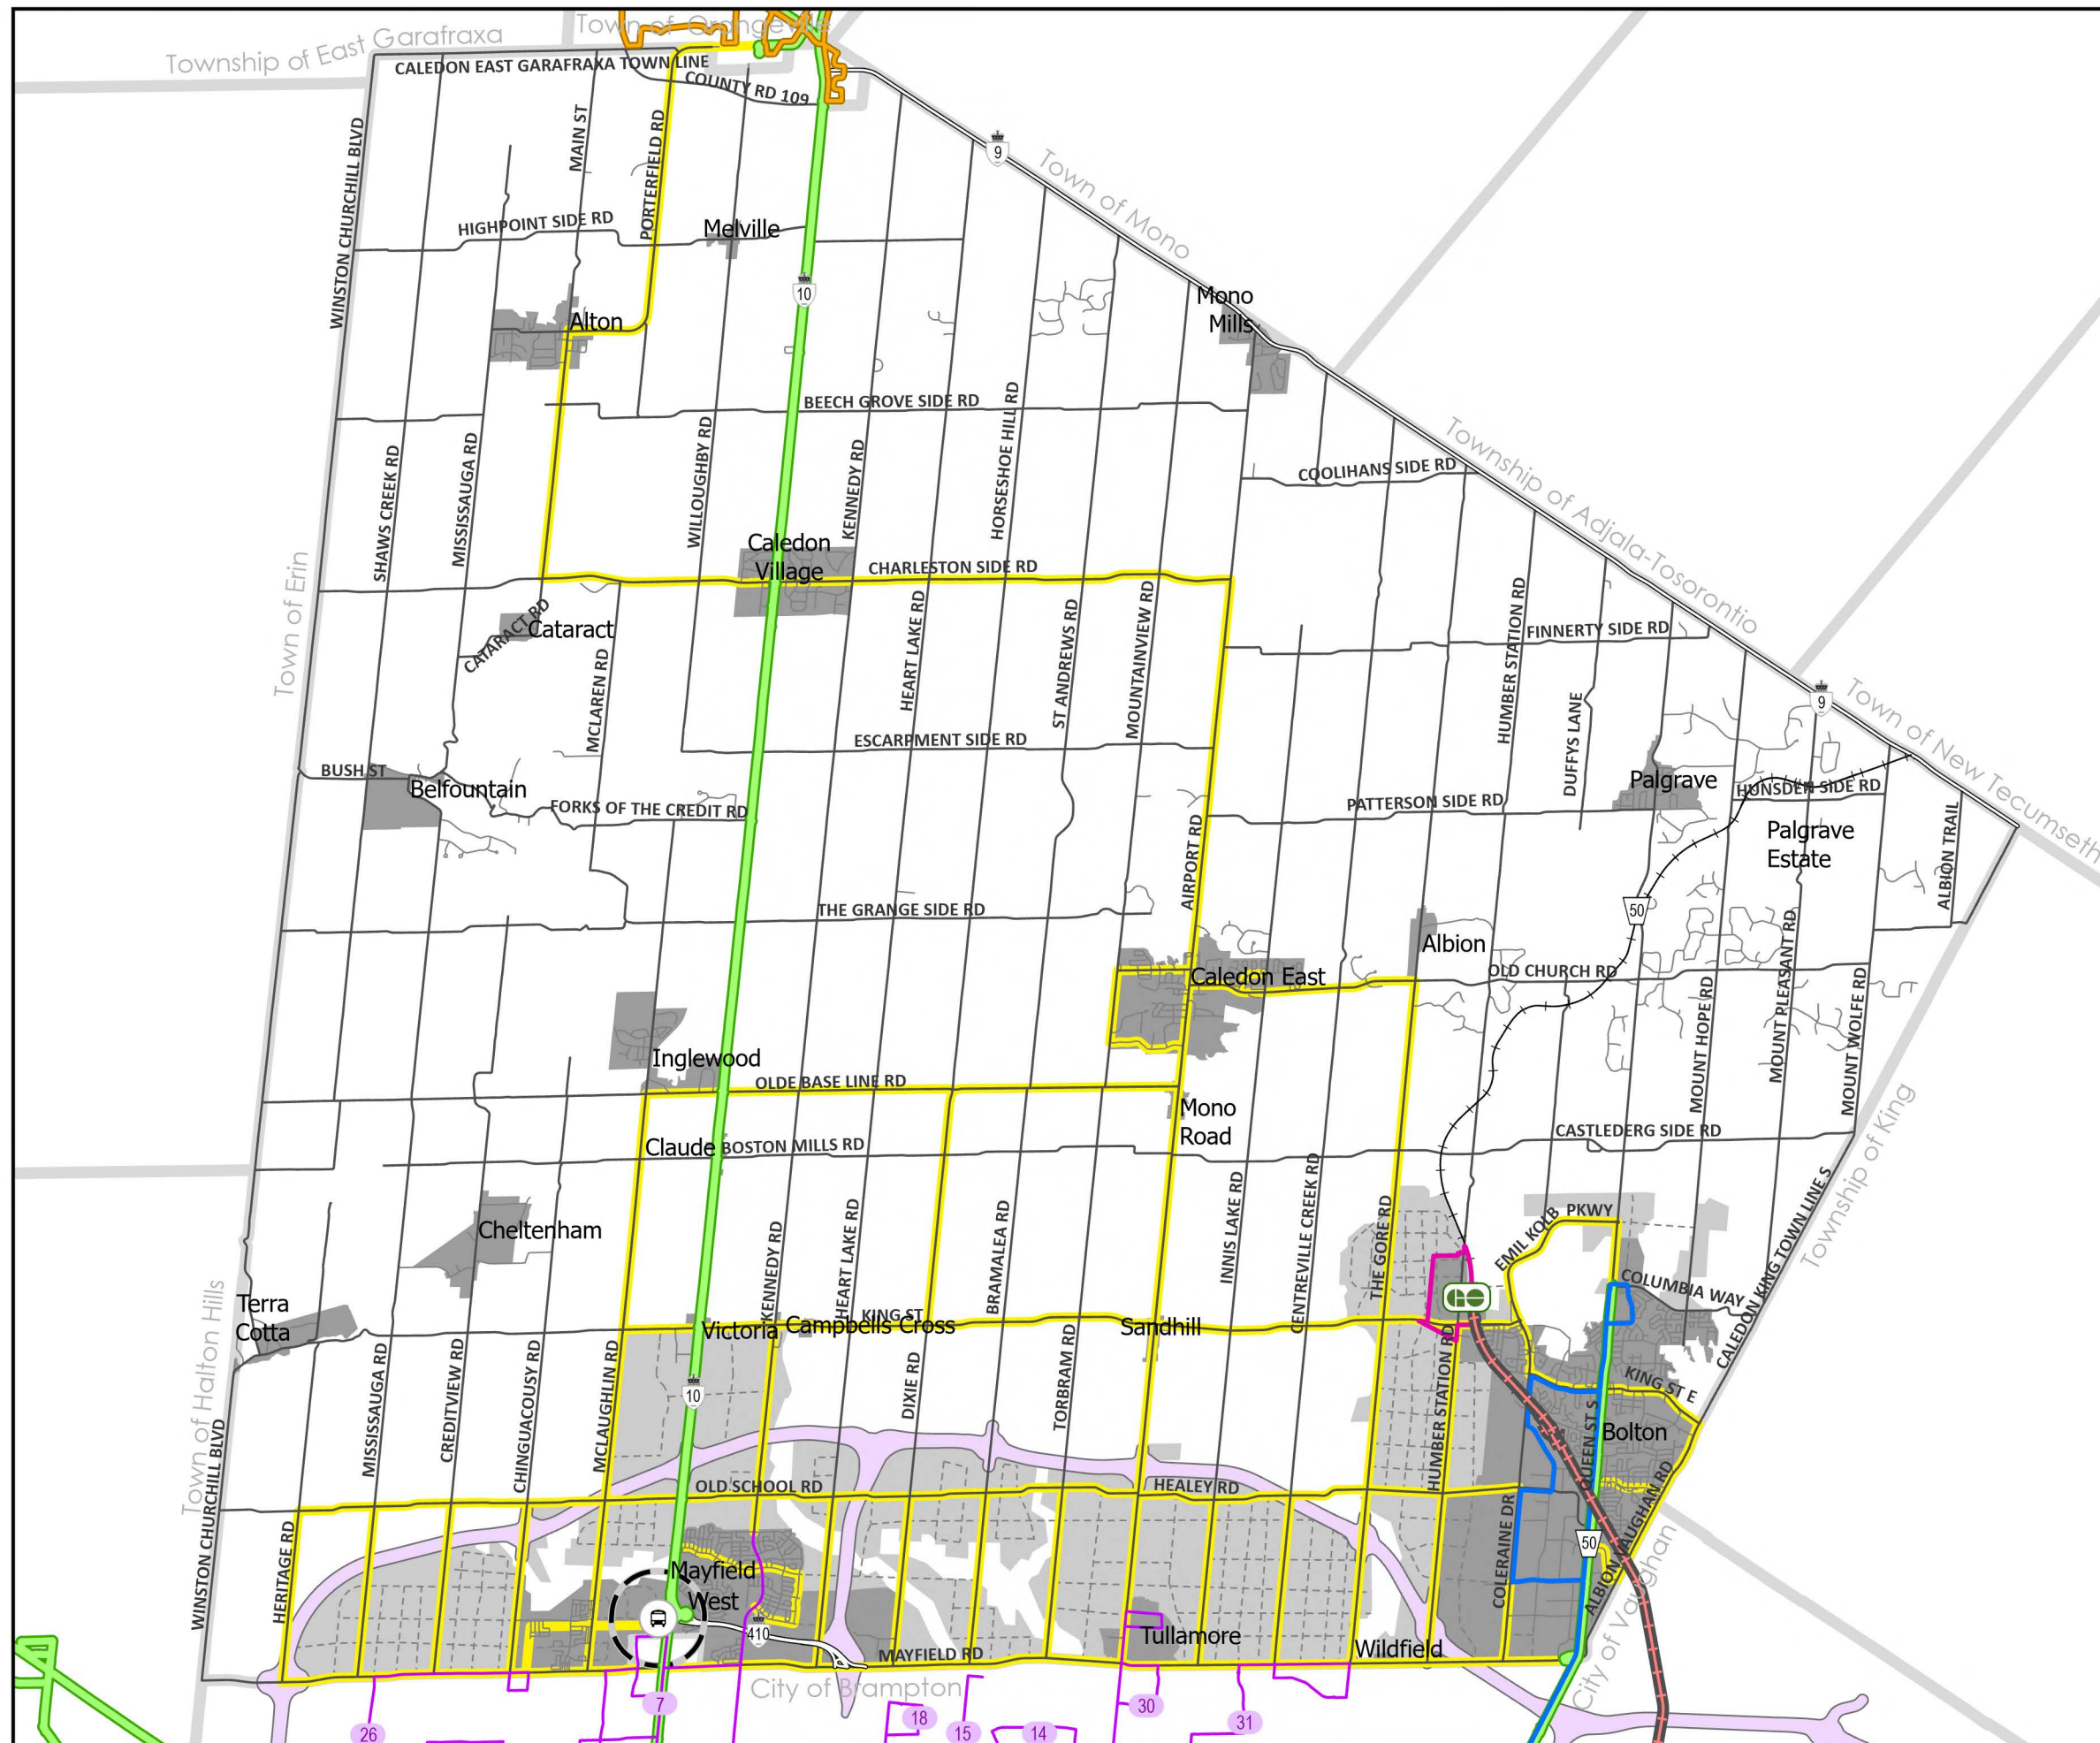 Town of Orangeville
Township of East Garafraxa
CALEDON EAST GARAFRAXA TOWN LINE
COUNTY RD 109
WINSTON CHURCHILL BLVD
MAIN ST
PORTERFIELD RD
9
Town of Mono
HIGHPOINT SIDE RD
Melville
10
Mono
Mills
Alton
BEECH GROVE SIDE RD
HORSESHOE HILL RD
WILLOUGHBY RD
KENNEDY RD
SHAWS CREEK RD
MISSISSAUGA RD
COOLIHANS SIDE RD
Township of Adjala-Tosorontio
Caledon
Village
CHARLESTON SIDE RD
Town of Erin
CATARACT RD
Cataract
MCLAREN RD
HEART LAKE RD
ST ANDREWS RD
MOUNTAINVIEW RD
HUMBER STATION RD
FINNERTY SIDE RD
DUFFYS LANE
9
Town of New Tecumseth
ESCARPMENT SIDE RD
BUSH ST
Belfountain
FORKS OF THE CREDIT RD
PATTERSON SIDE RD
Palgrave
HUNSDEN SIDE RD
Palgrave
Estate
ALBION TRAIL
AIRPORT RD
THE GRANGE SIDE RD
50
Albion
Caledon East
OLD CHURCH RD
MOUNT HOPE RD
MOUNT PLEASANT RD
MOUNT WOLFE RD
Inglewood
OLDE BASE LINE RD
Mono
Road
Claude
BOSTON MILLS RD
CASTLEDERG SIDE RD
Township of King
CALEDON KING TOWN LINE S
Cheltenham
KENNEDY RD
HEART LAKE RD
BRAMALEA RD
INNIS LAKE RD
CENTREVILLE CREEK RD
THE GORE RD
EMIL KOLB
PKWY
GO
COLUMBIA WAY
Terra
Cotta
Town of Halton Hills
KING ST
Victoria
Campbells Cross
Sandhill
MISSISSAUGA RD
CREDITVIEW RD
CHINGUACOUSY RD
MCLAUGHLIN RD
10
DIXIE RD
TORBRAM RD
HUMBER STATION RD
KING ST E
QUEEN ST S
Bolton
WINSTON CHURCHILL BLVD
HERITAGE RD
OLD SCHOOL RD
HEALEY RD
COLERAINE DR
50
ALBION VAUGHAN RD
City of Vaughan
Mayfield
West
410
Tullamore
Wildfield
MAYFIELD RD
City of Brampton
26
7
18
15
14
30
31